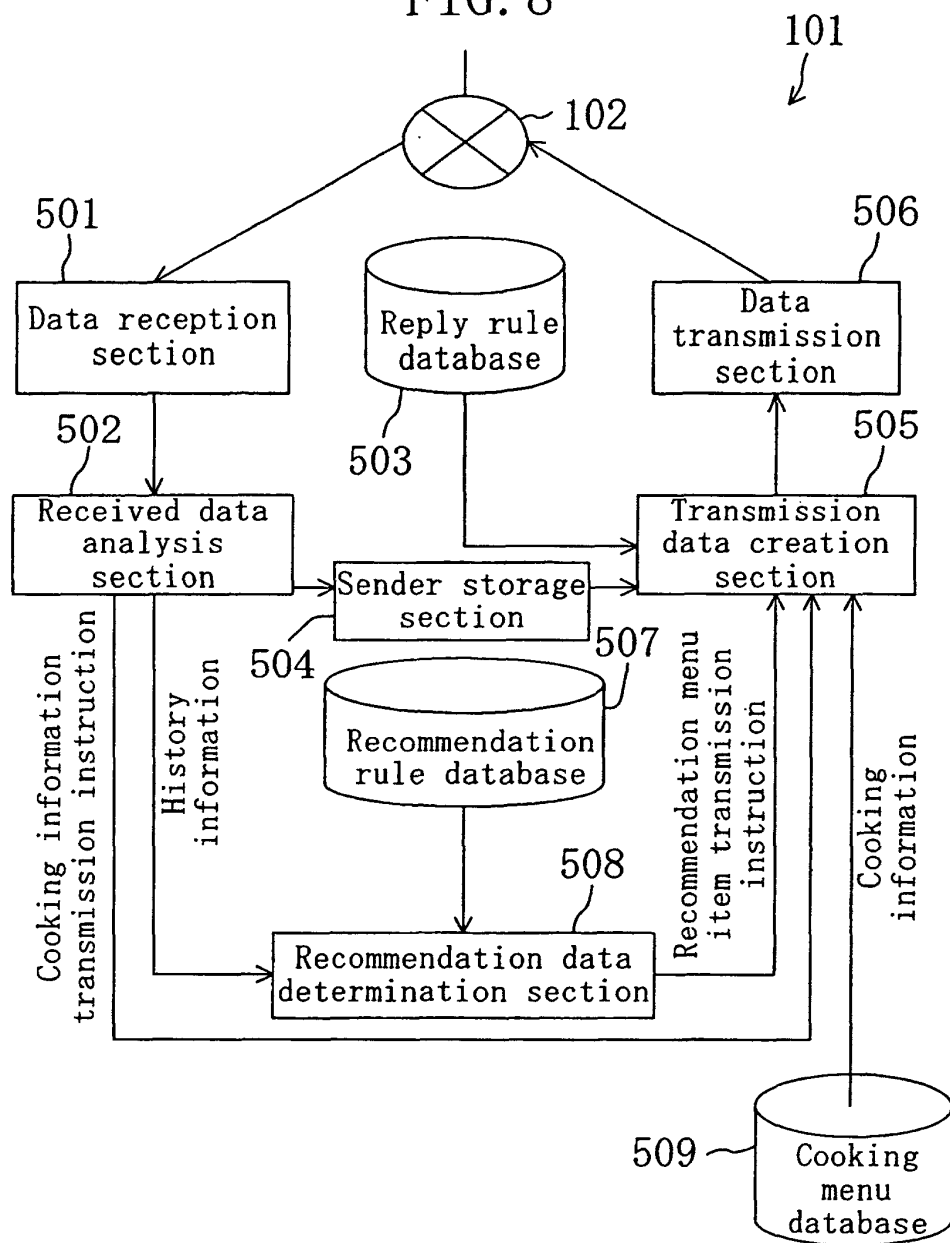 FIG. 8
101
102
501
506
Data reception
section
Reply rule
database
Data
transmission
section
502
503
505
Received data
analysis
section
Sender storage
section
Transmission
data creation
section
504
507
Cooking information
transmission instruction
History
information
Recommendation
rule database
Recommendation menu
item transmission
instruction
Cooking
information
508
Recommendation data
determination section
509
Cooking
menu
database